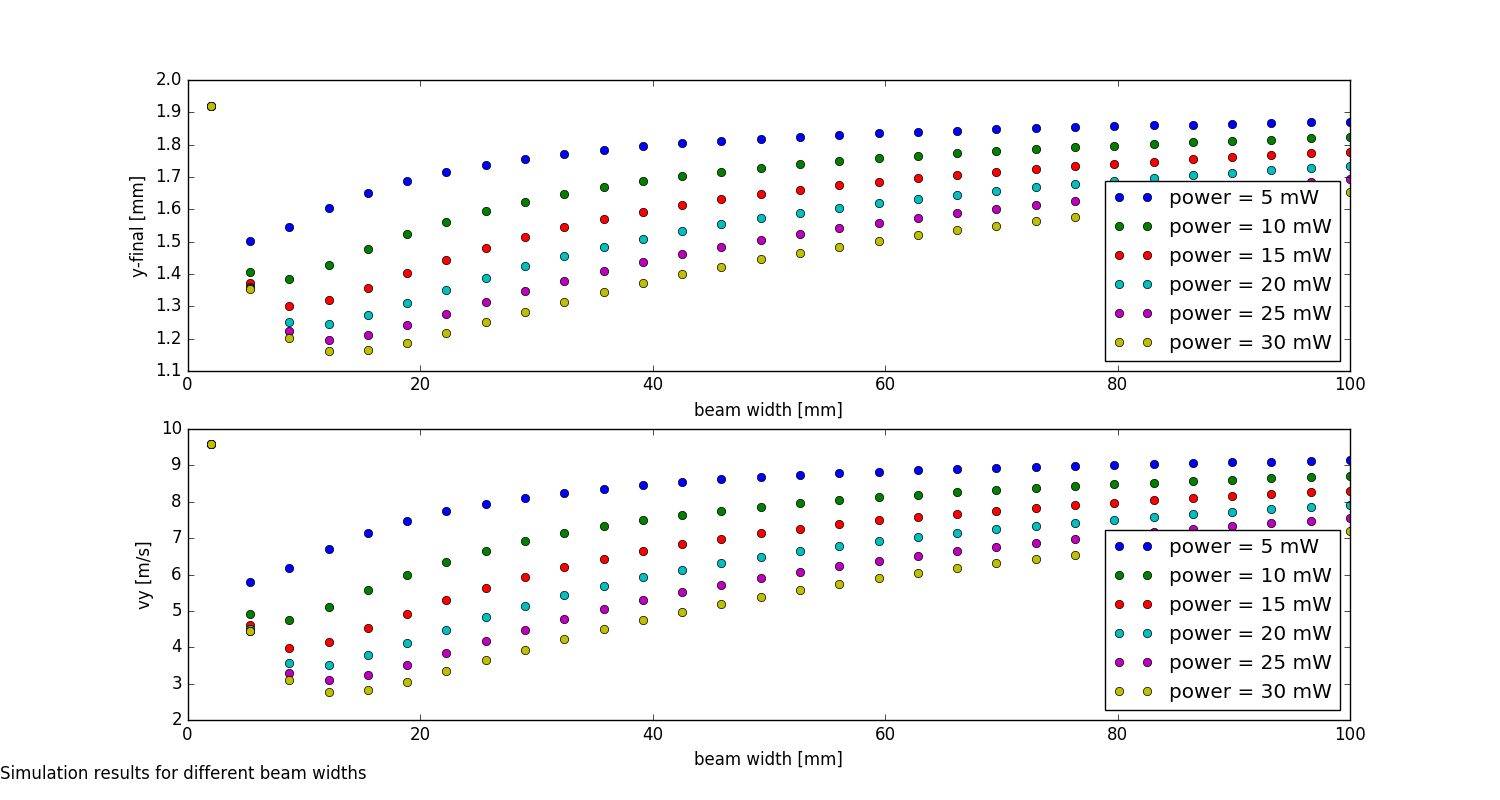 2.0
1.9
1.8
1.7
1.6
1.5
1.4
1.3
1.2
1.1
y-final [mm]
power = 5 mW
power = 10 mW
power = 15 mW
power = 20 mW
power = 25 mW
power = 30 mW
0 20 40 60 80 100
beam width [mm]
10
9
8
7
6
5
4
3
2
vy [m/s]
power = 5 mW
power = 10 mW
power = 15 mW
power = 20 mW
power = 25 mW
power = 30 mW
0 20 40 60 80 100
beam width [mm]
Simulation results for different beam widths